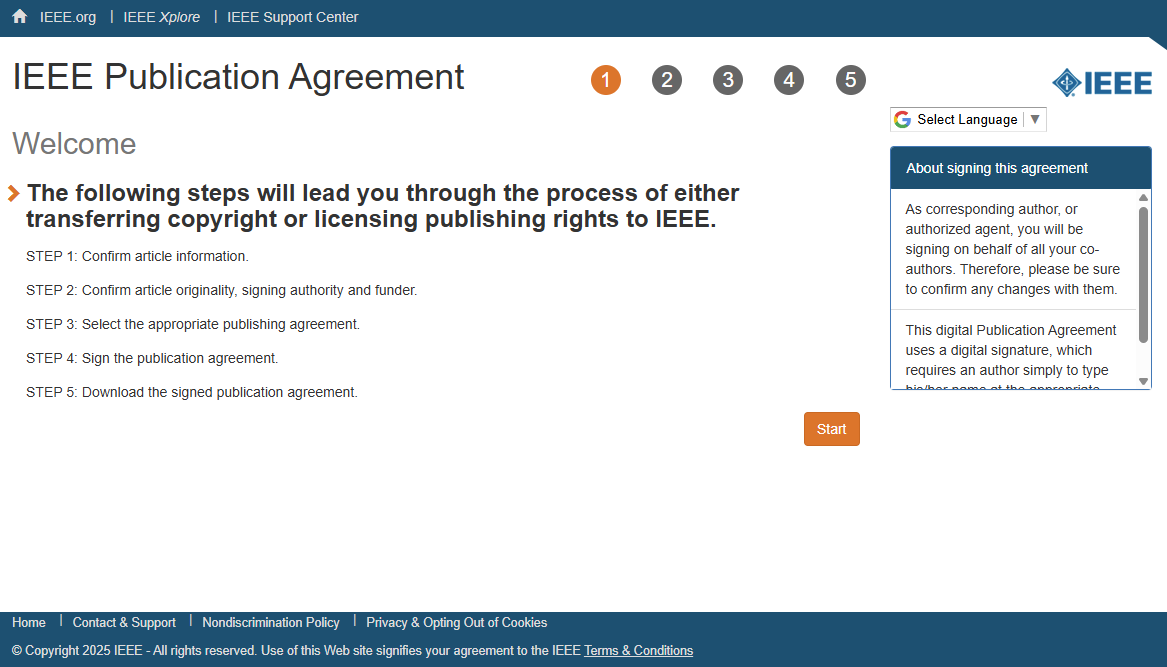 IEEE.org | IEEE Xplore | IEEE Support Center
IEEE Publication Agreement
1 2 3 4 5
IEEE
Select Language ▼
Welcome
The following steps will lead you through the process of either
transferring copyright or licensing publishing rights to IEEE.
STEP 1: Confirm article information.
STEP 2: Confirm article originality, signing authority and funder.
STEP 3: Select the appropriate publishing agreement.
STEP 4: Sign the publication agreement.
STEP 5: Download the signed publication agreement.
Start
About signing this agreement
As corresponding author, or
authorized agent, you will be
signing on behalf of all your co-
authors. Therefore, please be sure
to confirm any changes with them.
This digital Publication Agreement
uses a digital signature, which
requires an author simply to type
his/her name at the appropriate
Home | Contact & Support | Nondiscrimination Policy | Privacy & Opting Out of Cookies
© Copyright 2025 IEEE - All rights reserved. Use of this Web site signifies your agreement to the IEEE Terms & Conditions